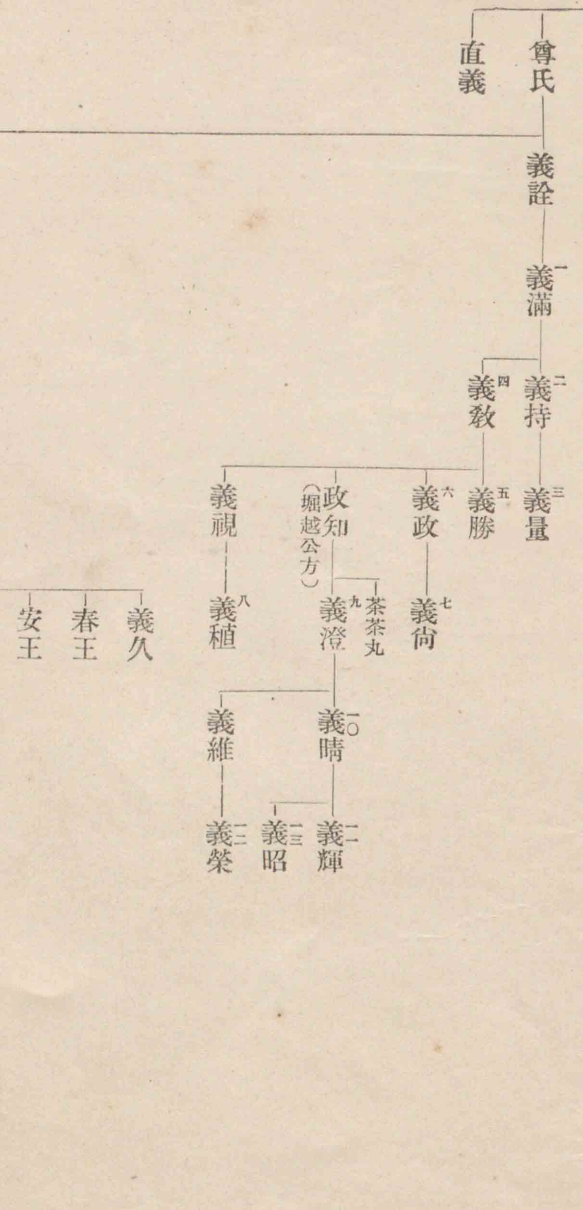 尊氏
直義
義詮
一
義滿
二
義持
四
義敎
三
義量
五
義勝
六
義政
政知
(堀越公方)
義視
七
義尙
茶茶丸
九
義澄
八
義稙
義久
春王
安王
一〇
義晴
義維
一一
義輝
一三
義昭
一二
義榮